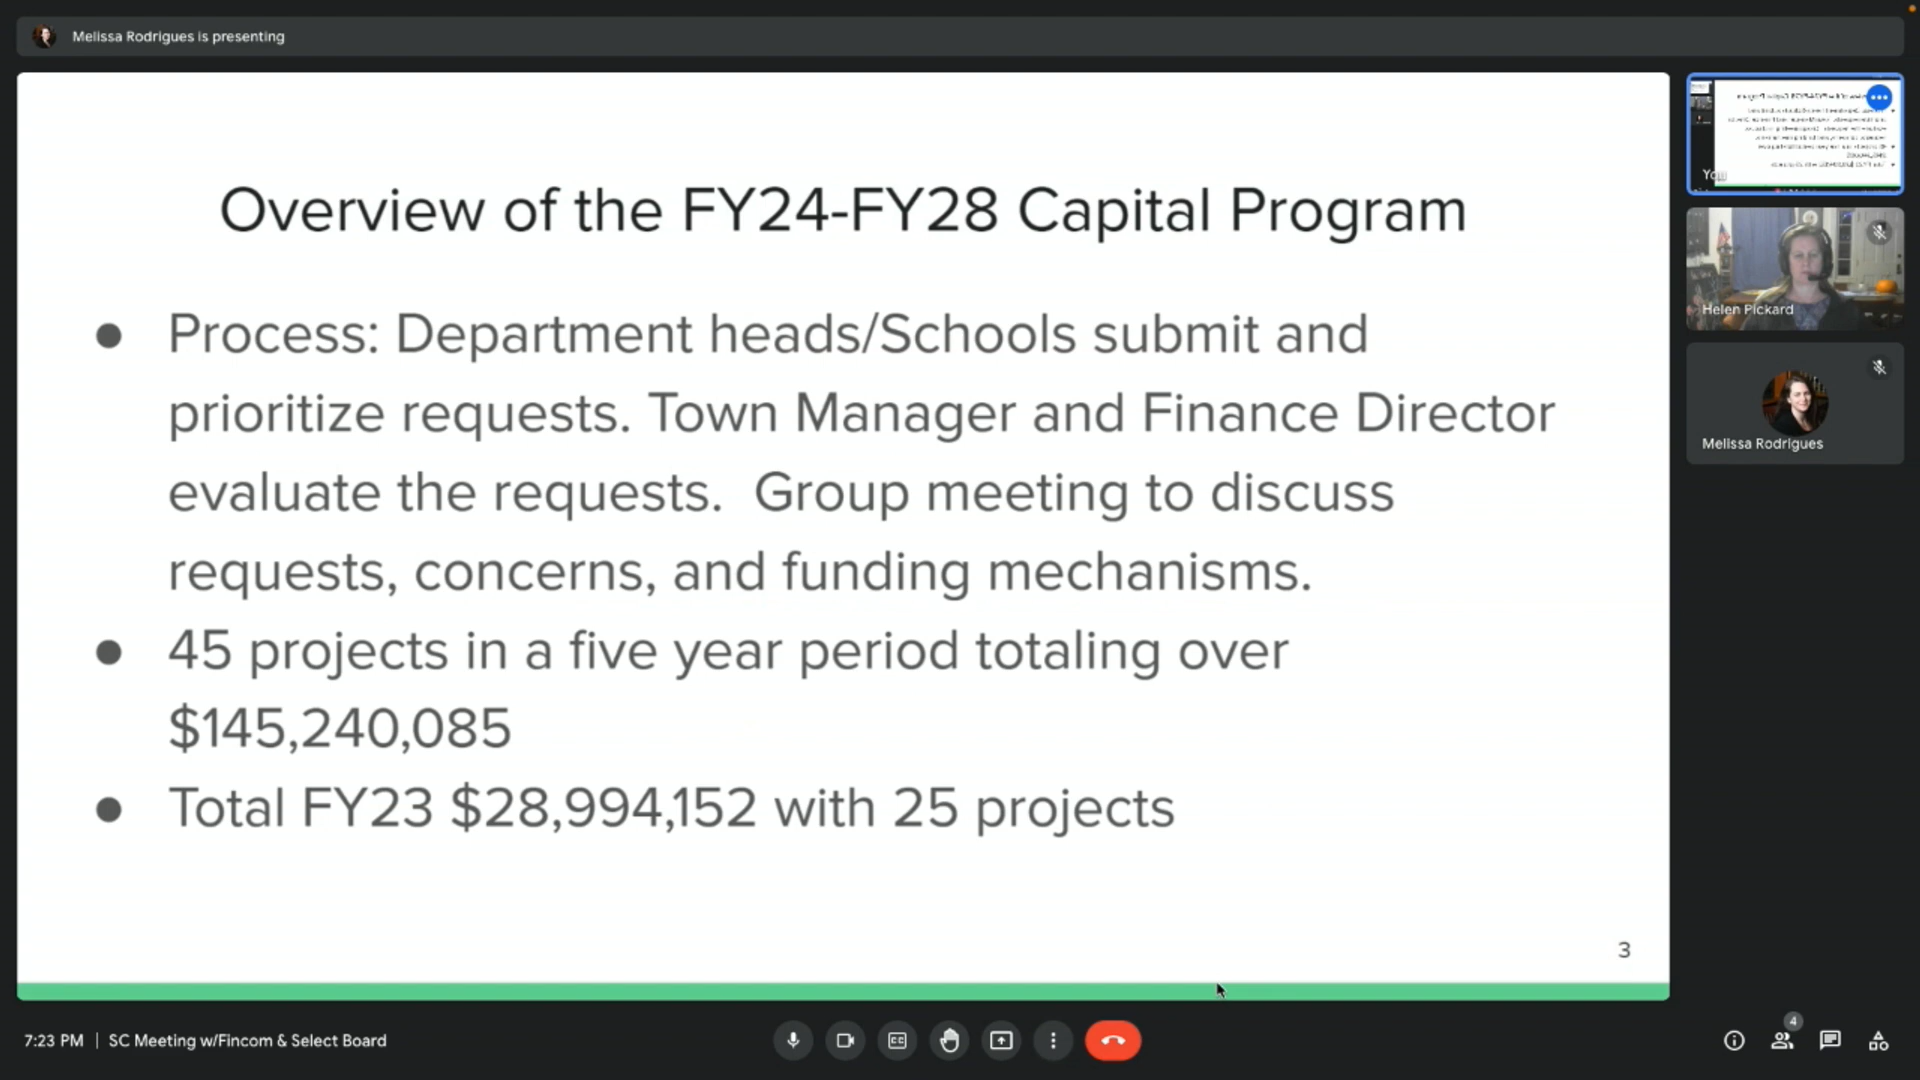 Melissa Rodrigues is presenting
Overview of the FY24-FY28 Capital Program
● Process: Department heads/Schools submit and
prioritize requests. Town Manager and Finance Director
evaluate the requests.  Group meeting to discuss
requests, concerns, and funding mechanisms.
● 45 projects in a five year period totaling over
$145,240,085
● Total FY23 $28,994,152 with 25 projects
3
You
Helen Pickard
Melissa Rodrigues
7:23 PM | SC Meeting w/Fincom & Select Board
CC
4